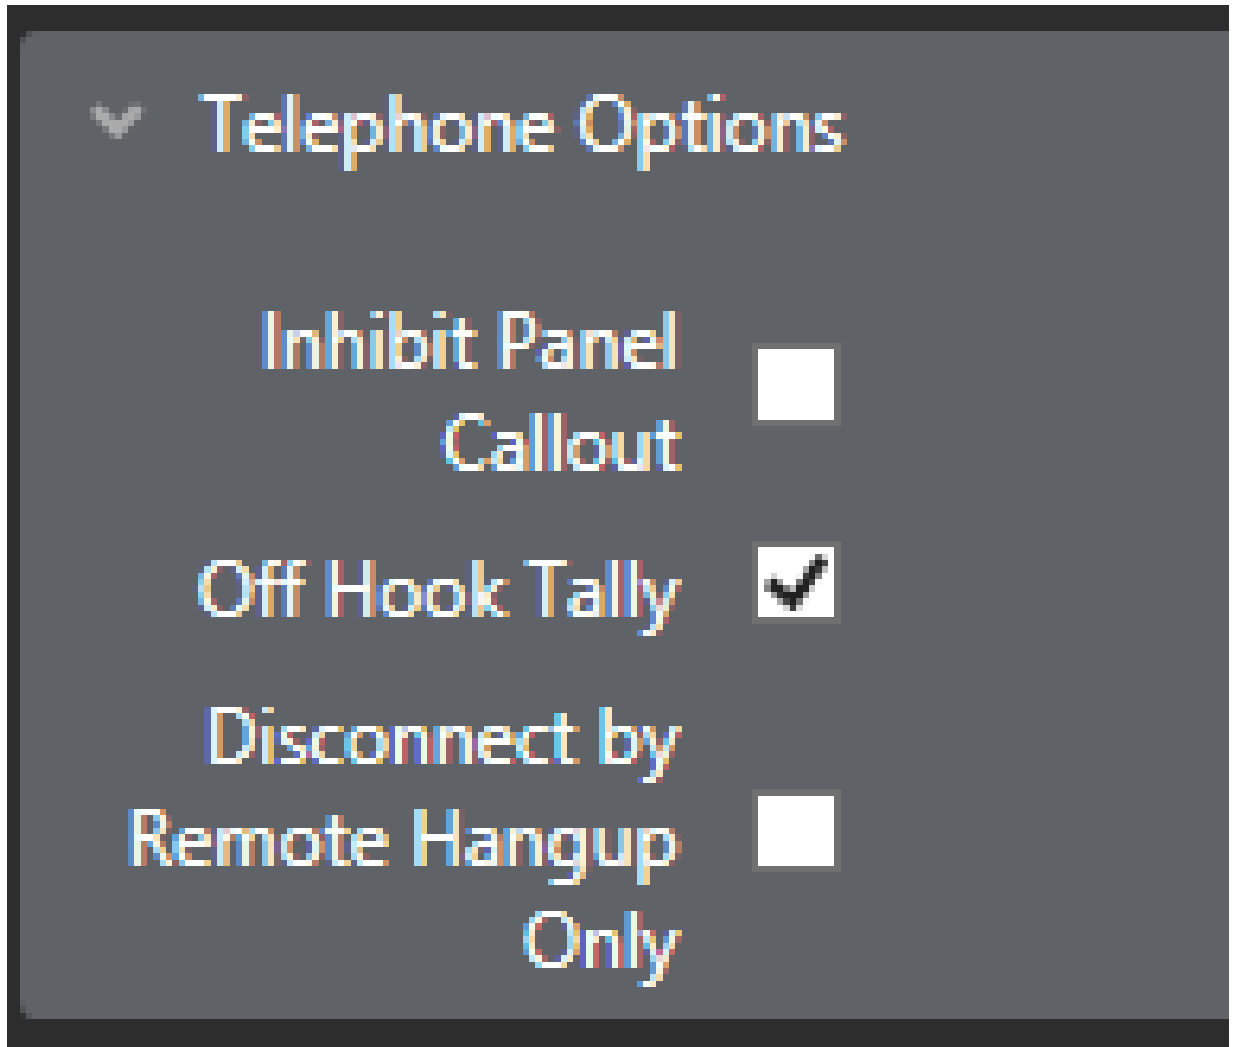 Telephone Options
Inhibit Panel
Callout
Off Hook Tally
Disconnect by
Remote Hangup
Only